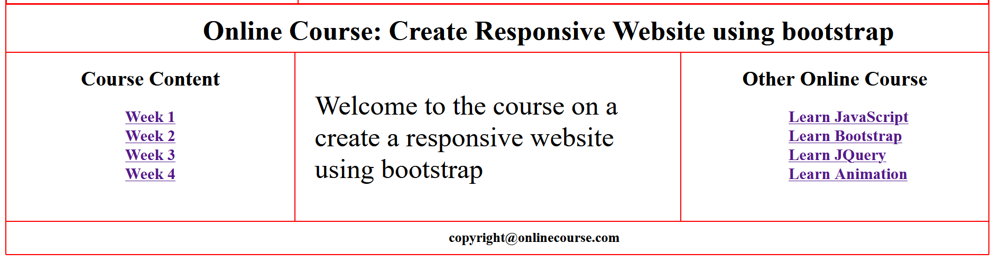 Online Course: Create Responsive Website using bootstrap
Course Content
Week 1
Week 2
Week 3
Week 4
Welcome to the course on a
create a responsive website
using bootstrap
Other Online Course
Learn JavaScript
Learn Bootstrap
Learn JQuery
Learn Animation
copyright@onlinecourse.com